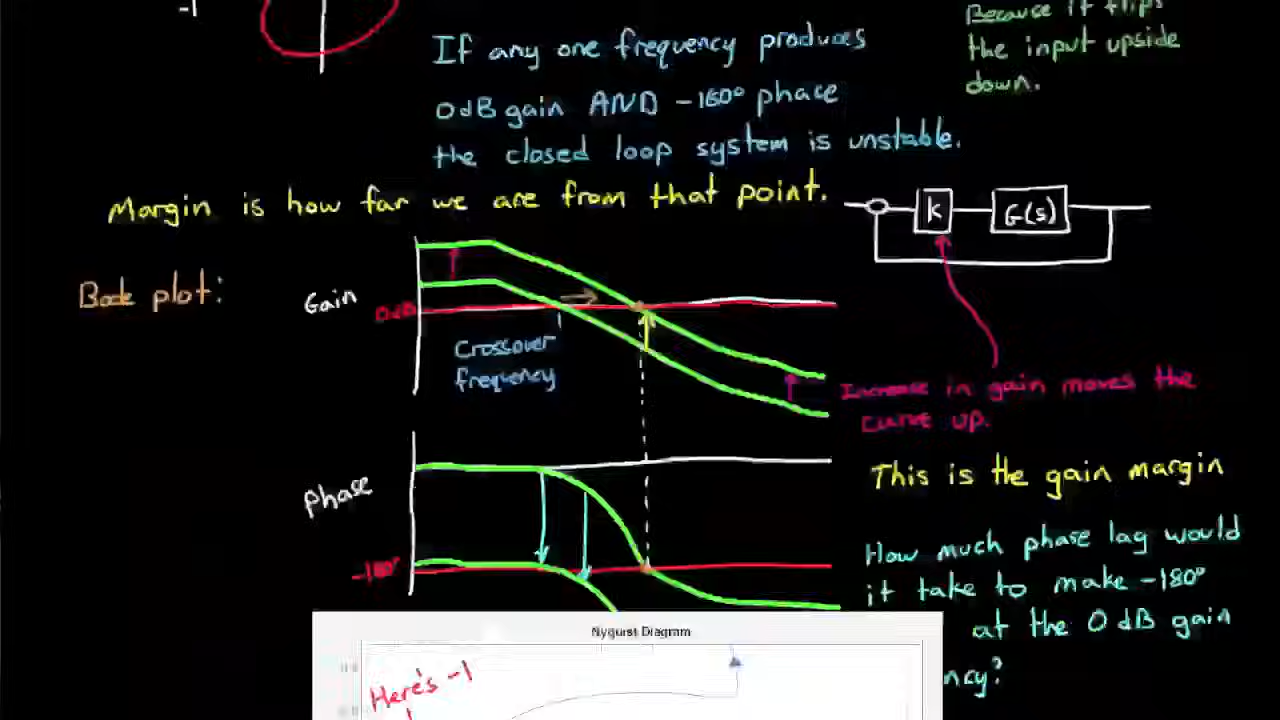 -1
Because it flips
the input upside
down.
If any one frequency produces
0dB gain AND -180° phase
the closed loop system is unstable.
Margin is how far we are from that point.
K
G(s)
Bode plot:
Gain
0dB
Crossover
frequency
Increase in gain moves the
curve up.
This is the gain margin
Phase
-180°
How much phase lag would
it take to make -180°
at the 0 dB gain
ncy?
Nyquist Diagram
Here's -1